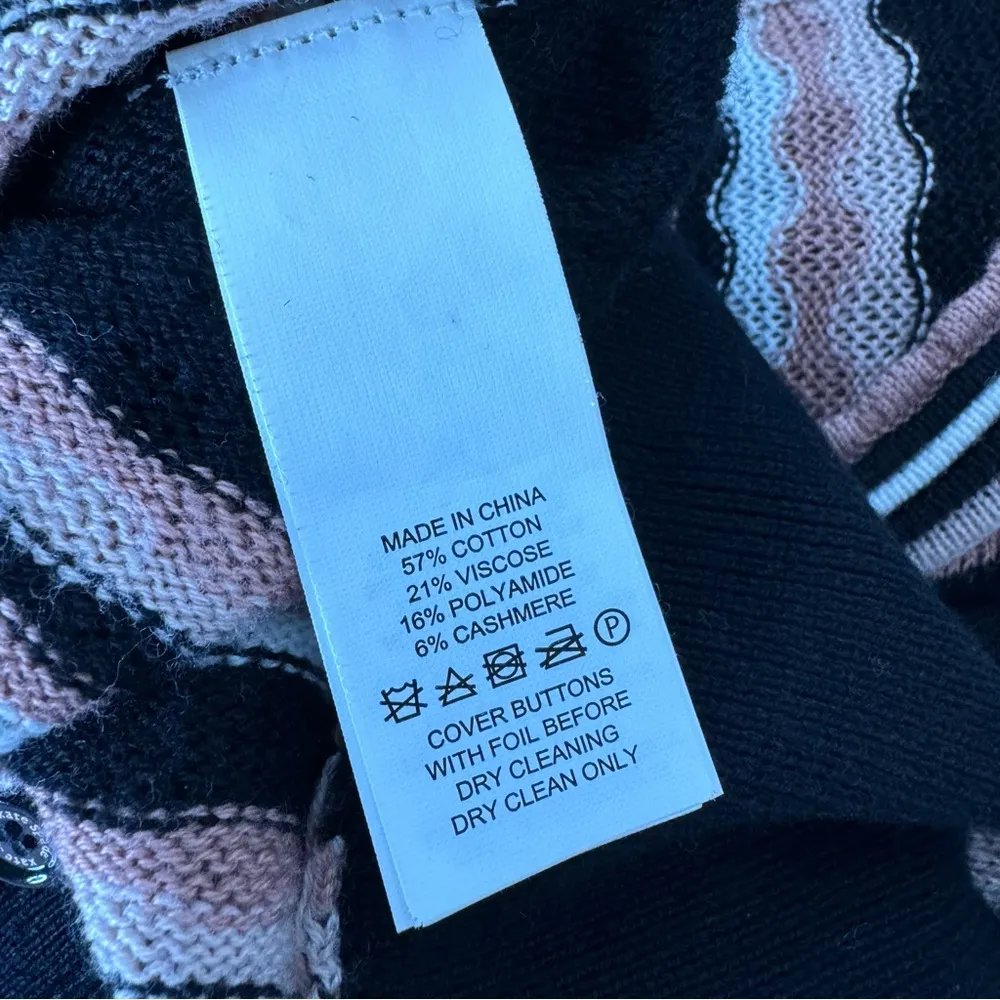 MADE IN CHINA
57% COTTON
21% VISCOSE
16% POLYAMIDE
6% CASHMERE
P
COVER BUTTONS
WITH FOIL BEFORE
DRY CLEANING
DRY CLEAN ONLY